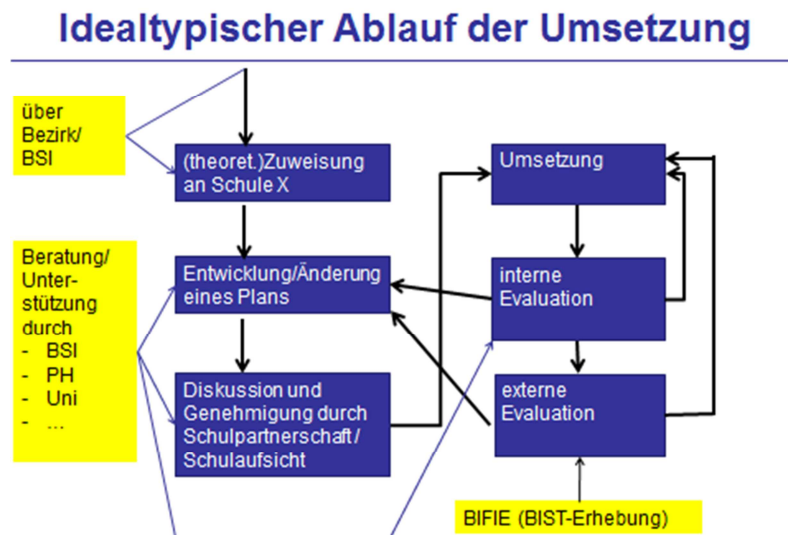 Idealtypischer Ablauf der Umsetzung
über
Bezirk/
BSI
(theoret.)Zuweisung
an Schule X
Umsetzung
Beratung/
Unter-
stützung
durch
- BSI
- PH
- Uni
- ...
Entwicklung/Änderung
eines Plans
interne
Evaluation
Diskussion und
Genehmigung durch
Schulpartnerschaft/
Schulaufsicht
externe
Evaluation
BIFIE (BIST-Erhebung)